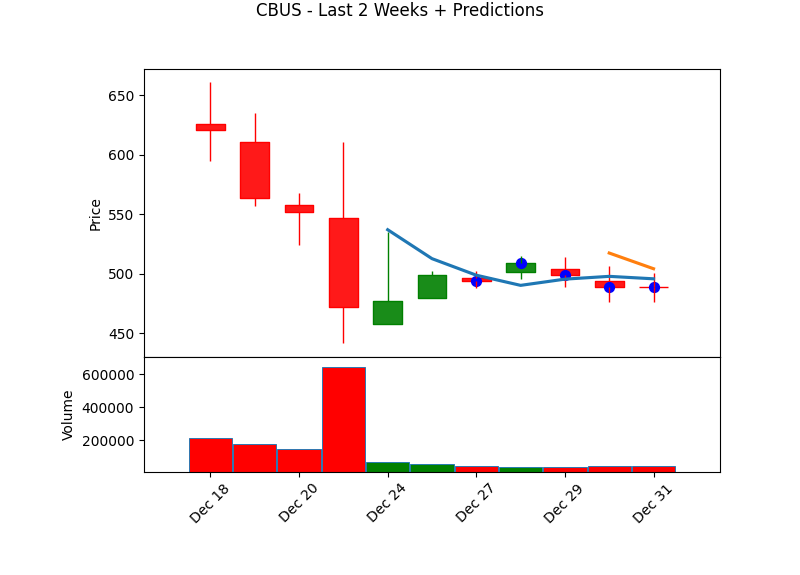 CBUS - Last 2 Weeks + Predictions
650
600
550
500
450
Price
600000
400000
200000
Volume
Dec 18
Dec 20
Dec 24
Dec 27
Dec 29
Dec 31